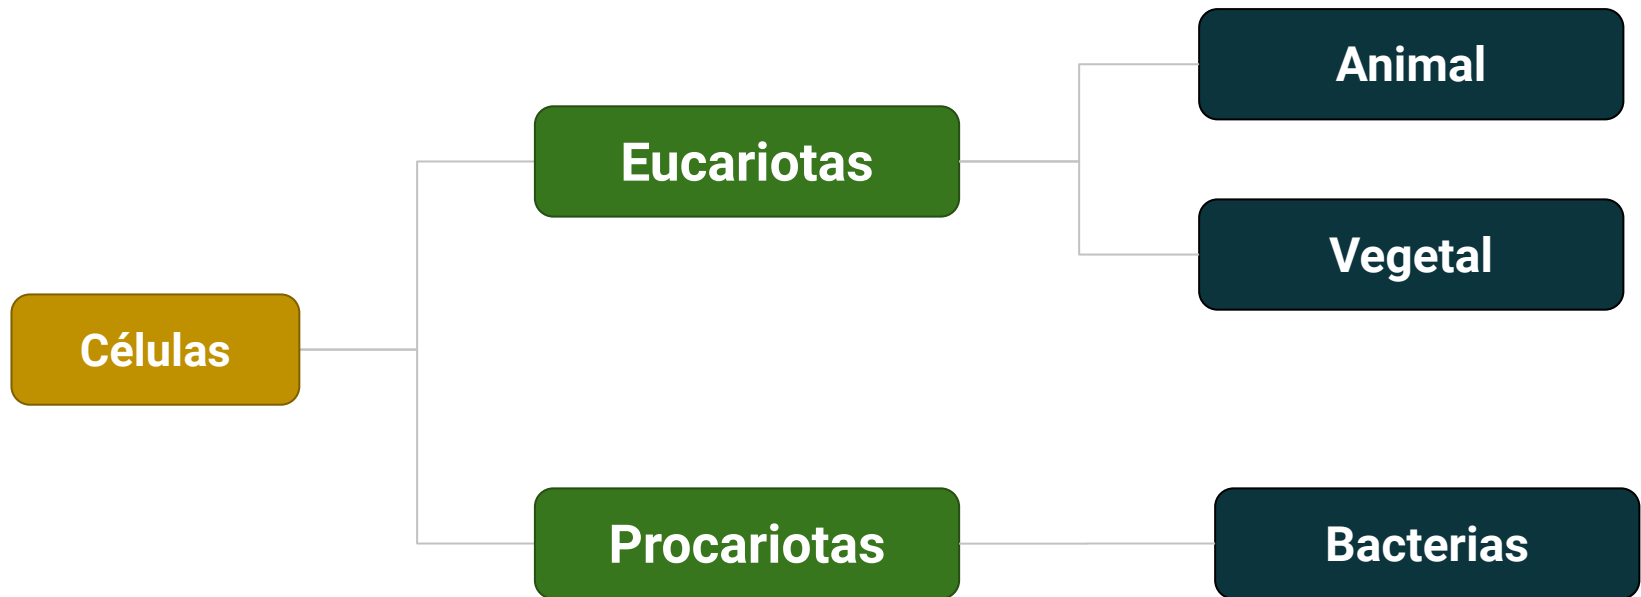 Células
Eucariotas
Animal
Vegetal
Procariotas
Bacterias